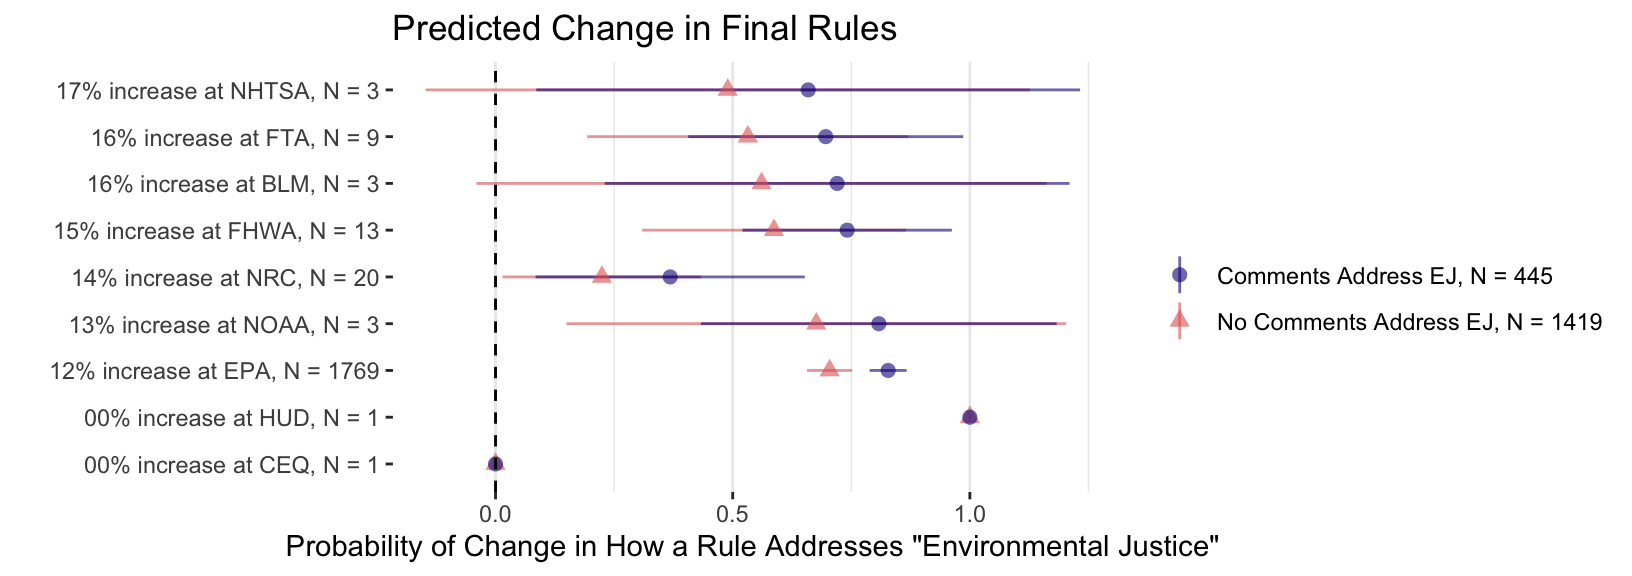 Predicted Change in Final Rules
17% increase at NHTSA, N = 3
16% increase at FTA, N = 9
16% increase at BLM, N = 3
15% increase at FHWA, N = 13
14% increase at NRC, N = 20
13% increase at NOAA, N = 3
12% increase at EPA, N = 1769
00% increase at HUD, N = 1
00% increase at CEQ, N = 1
0.0 0.5 1.0
Probability of Change in How a Rule Addresses "Environmental Justice"
Comments Address EJ, N = 445
No Comments Address EJ, N = 1419